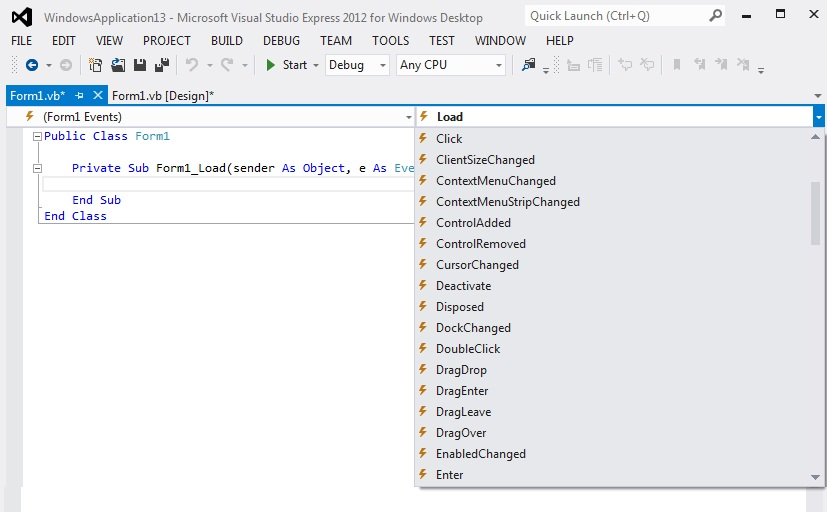 WindowsApplication13 - Microsoft Visual Studio Express 2012 for Windows Desktop
Quick Launch (Ctrl+Q)
FILE EDIT VIEW PROJECT BUILD DEBUG TEAM TOOLS TEST WINDOW HELP
Start Debug Any CPU
Form1.vb* Form1.vb [Design]*
(Form1 Events) Load
Public Class Form1
Private Sub Form1_Load(sender As Object, e As Eve
End Sub
End Class
Click
ClientSizeChanged
ContextMenuChanged
ContextMenuStripChanged
ControlAdded
ControlRemoved
CursorChanged
Deactivate
Disposed
DockChanged
DoubleClick
DragDrop
DragEnter
DragLeave
DragOver
EnabledChanged
Enter